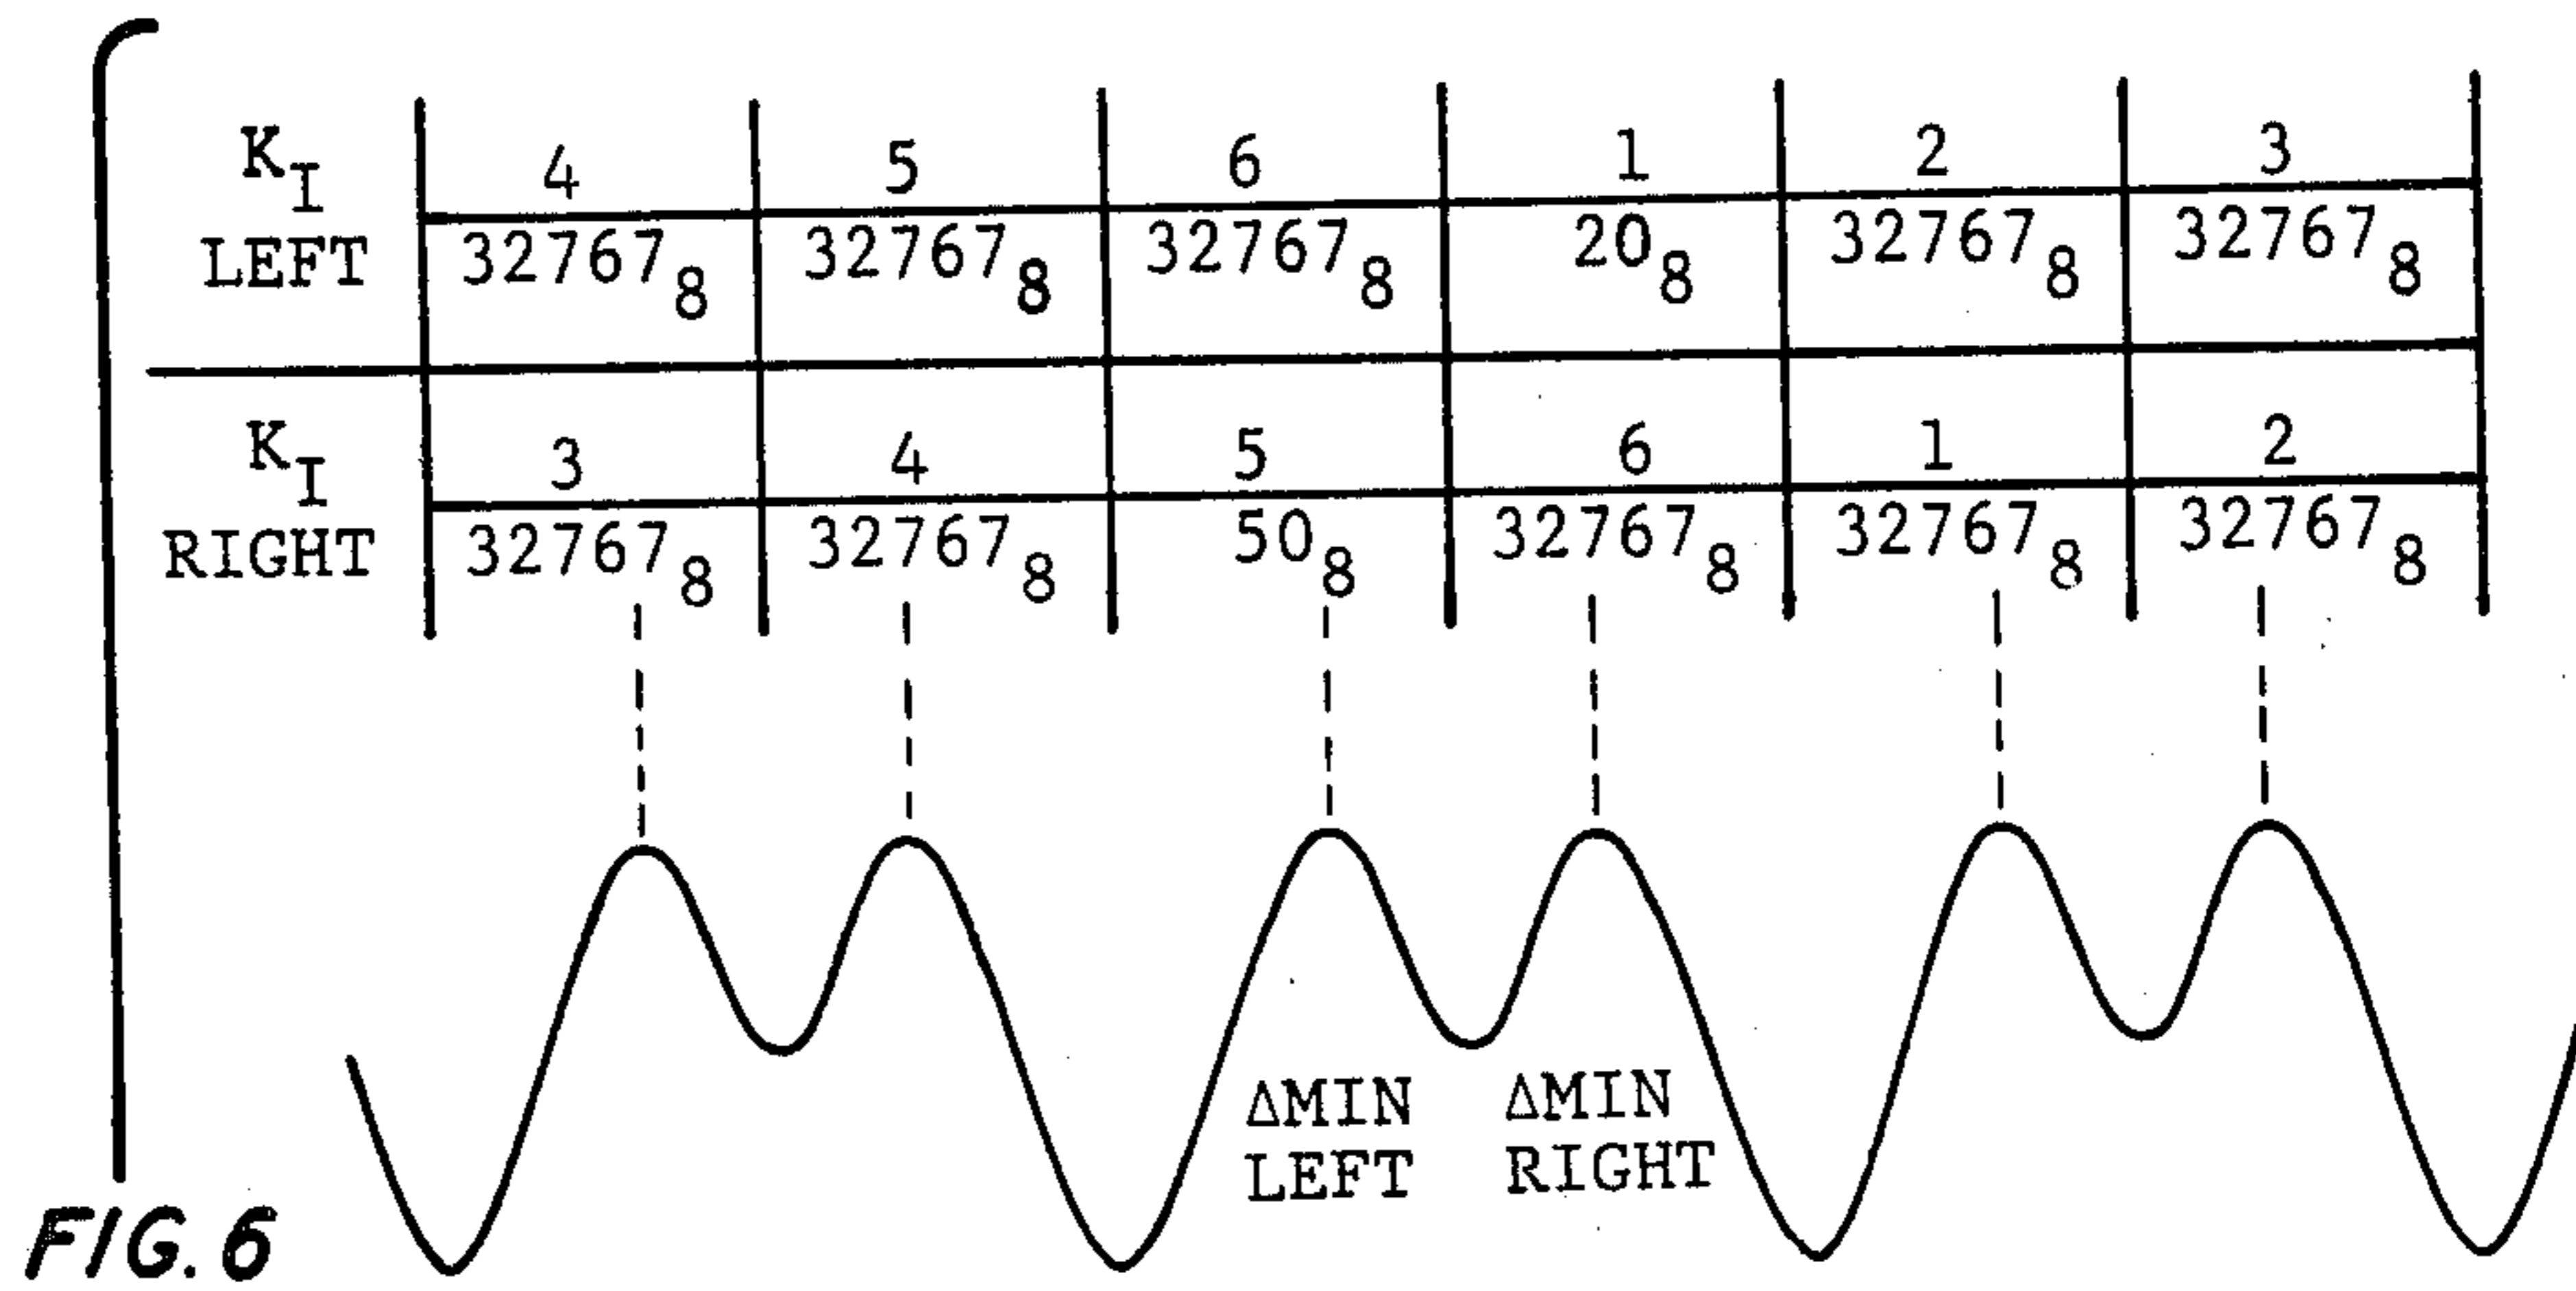 K_I LEFT
4 5 6 1 2 3
32767_8 32767_8 32767_8 20_8 32767_8 32767_8
K_I RIGHT
3 4 5 6 1 2
32767_8 32767_8 50_8 32767_8 32767_8 32767_8
ΔMIN ΔMIN
LEFT RIGHT
FIG. 6